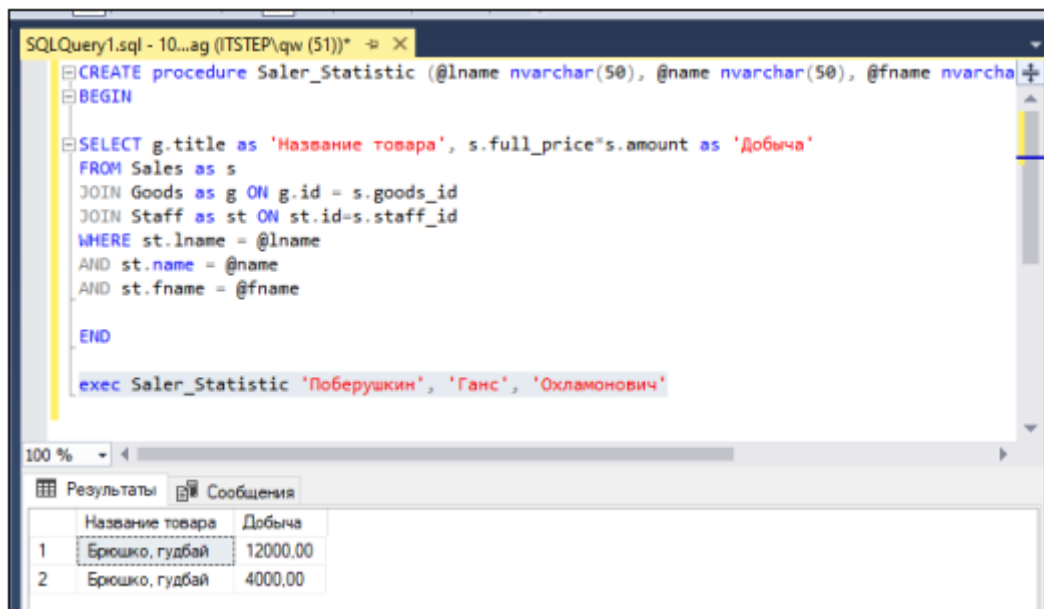 SQLQuery1.sql - 10...ag (ITSTEP\qw (51))*
CREATE procedure Saler_Statistic (@lname nvarchar(50), @name nvarchar(50), @fname nvarcha
BEGIN
SELECT g.title as 'Название товара', s.full_price*s.amount as 'Добыча'
FROM Sales as s
JOIN Goods as g ON g.id = s.goods_id
JOIN Staff as st ON st.id=s.staff_id
WHERE st.lname = @lname
AND st.name = @name
AND st.fname = @fname
END
exec Saler_Statistic 'Поберушкин', 'Ганс', 'Охламонович'
100 %
Результаты Сообщения
Название товара Добыча
1 Брюшко, гудбай 12000,00
2 Брюшко, гудбай 4000,00